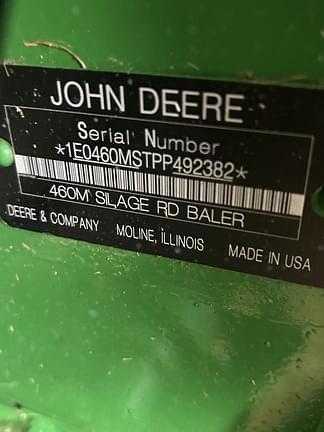 JOHN DEERE
Serial Number
*1E0460MSTPP492382*
460M SILAGE RD BALER
DEERE & COMPANY MOLINE, ILLINOIS MADE IN USA